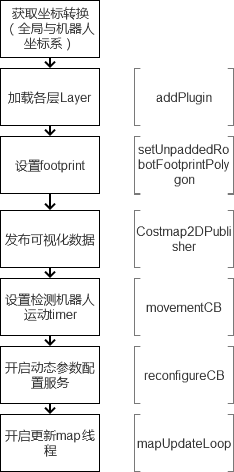 获取坐标转换
（全局与机器人
坐标系）
加载各层Layer
addPlugin
设置footprint
setUnpaddedRo
botFootprintPoly
gon
发布可视化数据
Costmap2DPubli
sher
设置检测机器人
运动timer
movementCB
开启动态参数配
置服务
reconfigureCB
开启更新map线
程
mapUpdateLoop